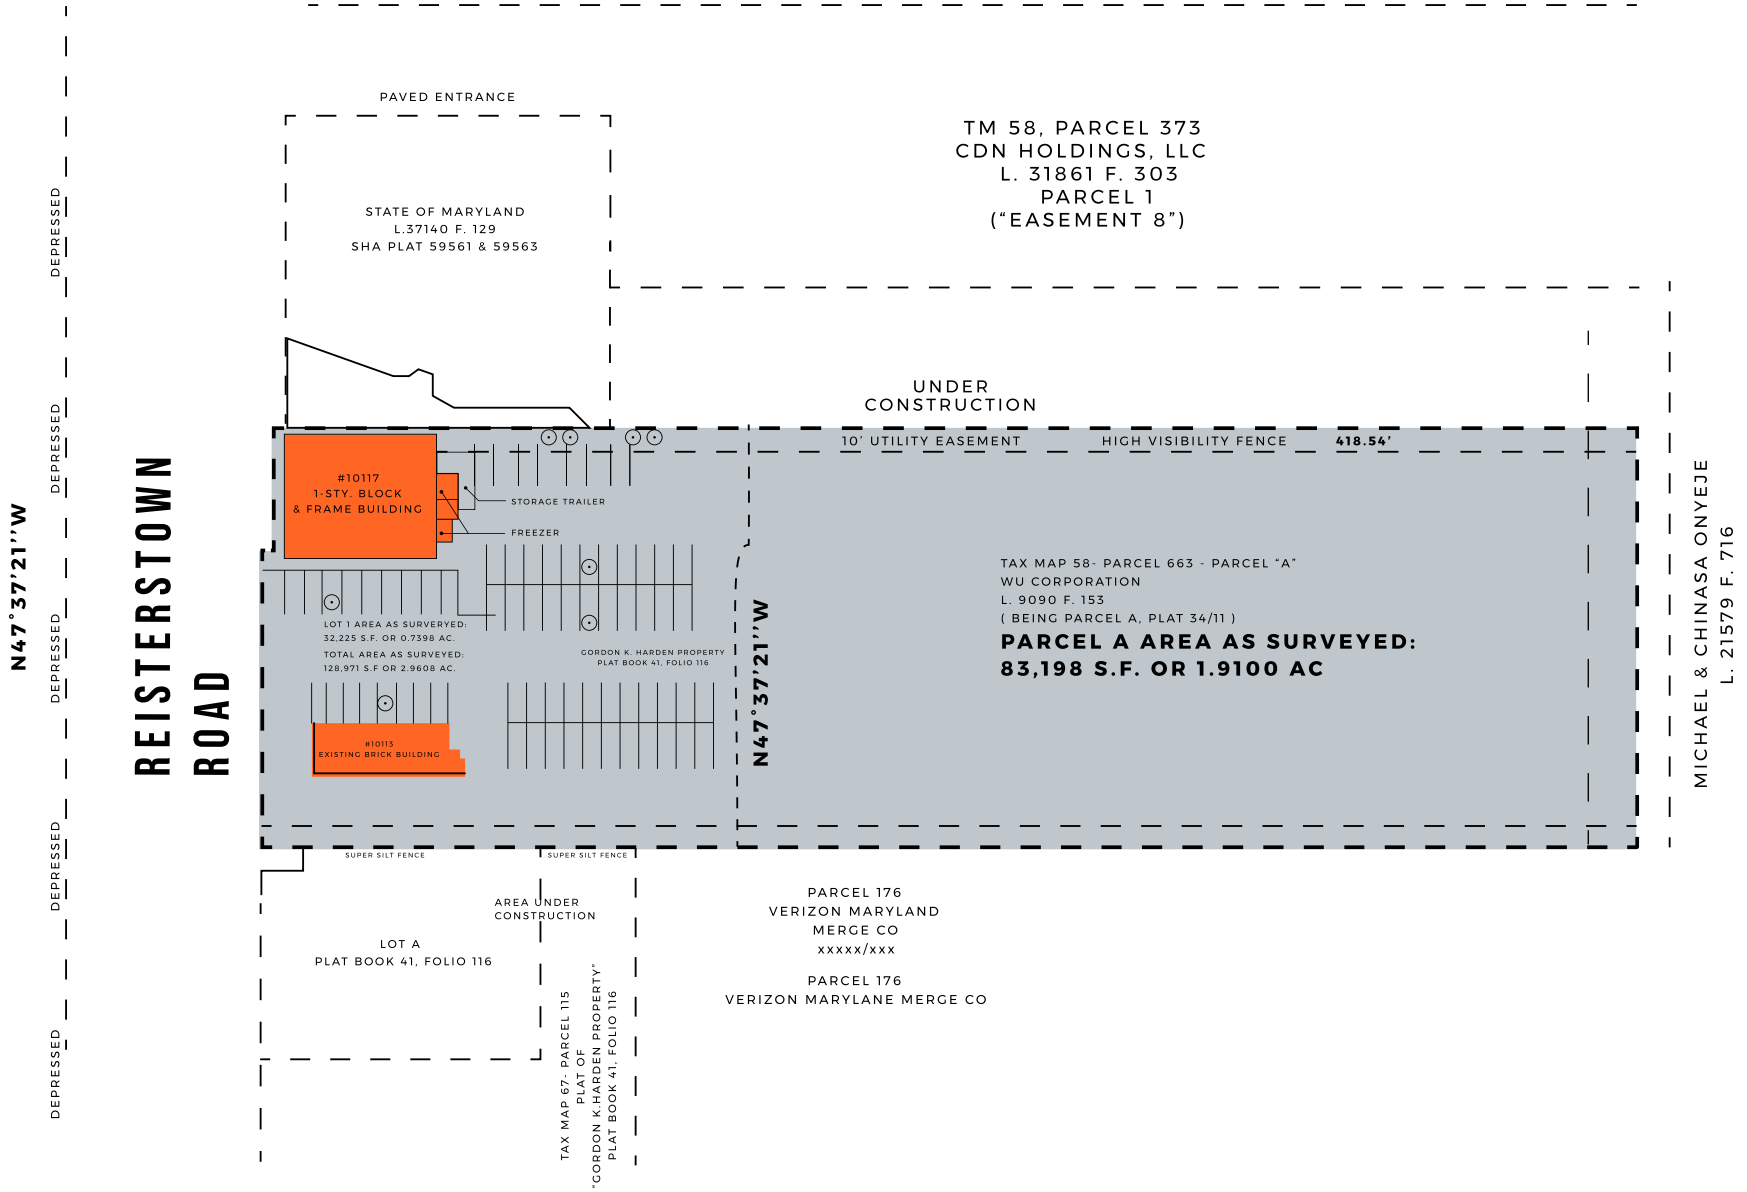 PAVED ENTRANCE
TM 58, PARCEL 373
CDN HOLDINGS, LLC
L. 31861 F. 303
PARCEL 1
(“EASEMENT 8”)
STATE OF MARYLAND
L.37140 F. 129
SHA PLAT 59561 & 59563
DEPRESSED
DEPRESSED
DEPRESSED
DEPRESSED
DEPRESSED
N47°37’21’’W
REISTERSTOWN
ROAD
UNDER
CONSTRUCTION
10’ UTILITY EASEMENT
HIGH VISIBILITY FENCE
418.54’
#10117
1-STY. BLOCK
& FRAME BUILDING
STORAGE TRAILER
FREEZER
LOT 1 AREA AS SURVERYED:
32,225 S.F. OR 0.7398 AC.
TOTAL AREA AS SURVEYED:
128,971 S.F OR 2.9608 AC.
GORDON K. HARDEN PROPERTY
PLAT BOOK 41, FOLIO 116
N47°37’21’’W
TAX MAP 58- PARCEL 663 - PARCEL “A”
WU CORPORATION
L. 9090 F. 153
( BEING PARCEL A, PLAT 34/11 )
PARCEL A AREA AS SURVEYED:
83,198 S.F. OR 1.9100 AC
MICHAEL & CHINASA ONYEJE
L. 21579 F. 716
#10113
EXISTING BRICK BUILDING
SUPER SILT FENCE
SUPER SILT FENCE
AREA UNDER
CONSTRUCTION
LOT A
PLAT BOOK 41, FOLIO 116
PARCEL 176
VERIZON MARYLAND
MERGE CO
xxxxx/xxx
PARCEL 176
VERIZON MARYLANE MERGE CO
TAX MAP 67- PARCEL 115
PLAT OF
“GORDON K.HARDEN PROPERTY”
PLAT BOOK 41, FOLIO 116